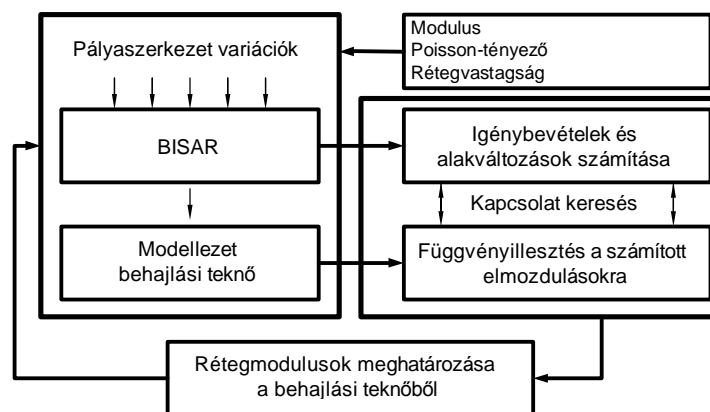 Pályaszerkezet variációk
BISAR
Modellezet
behajlási teknő
Modulus
Poisson-tényező
Rétegvastagság
Igénybevételek és
alakváltozások számítása
Kapcsolat keresés
Függvényillesztés a számított
elmozdulásokra
Rétegmodulusok meghatározása
a behajlási teknőből